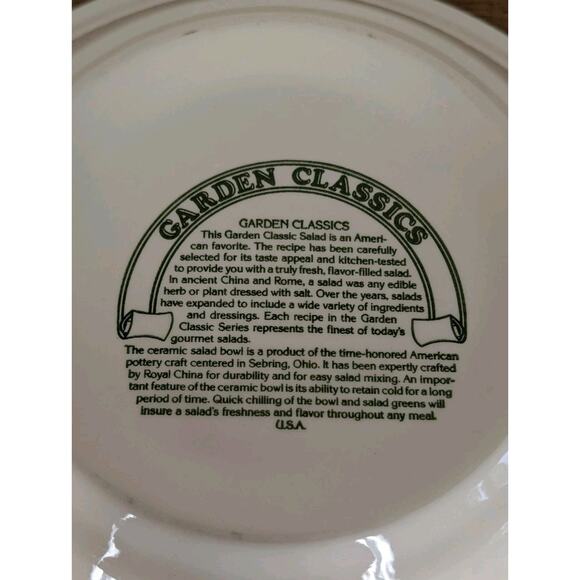 GARDEN CLASSICS
GARDEN CLASSICS
This Garden Classic Salad is an Ameri-
can favorite. The recipe has been carefully
selected for its taste appeal and kitchen-tested
to provide you with a truly fresh, flavor-filled salad.
In ancient China and Rome, a salad was any edible
herb or plant dressed with salt. Over the years, salads
have expanded to include a wide variety of ingredients
and dressings. Each recipe in the Garden
Classic Series represents the finest of today's
gourmet salads.
The ceramic salad bowl is a product of the time-honored American
pottery craft centered in Sebring, Ohio. It has been expertly crafted
by Royal China for durability and for easy salad mixing. An impor-
tant feature of the ceramic bowl is its ability to retain cold for a long
period of time. Quick chilling of the bowl and salad greens will
insure a salad's freshness and flavor throughout any meal.
U.S.A.